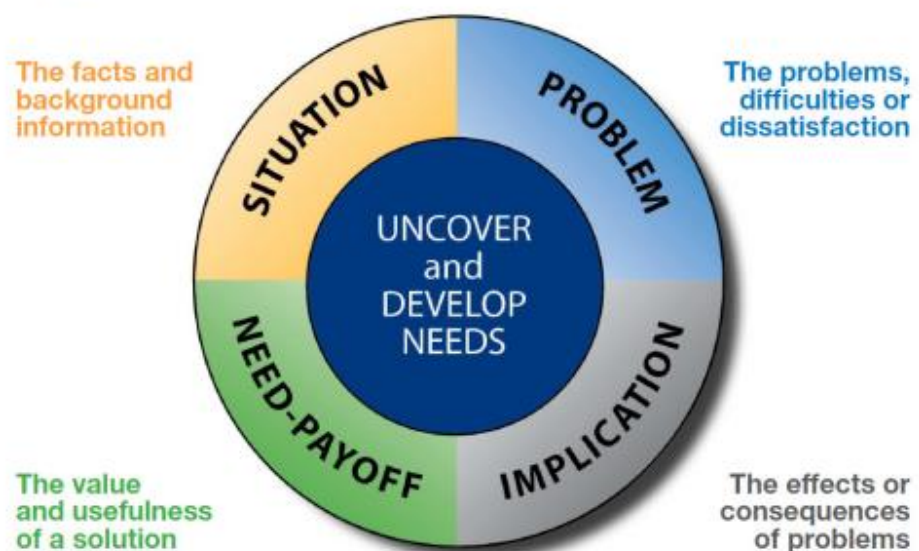 The facts and
background
information
SITUATION
PROBLEM
The problems,
difficulties or
dissatisfaction
UNCOVER
and
DEVELOP
NEEDS
NEED-PAYOFF
IMPLICATION
The value
and usefulness
of a solution
The effects or
consequences
of problems